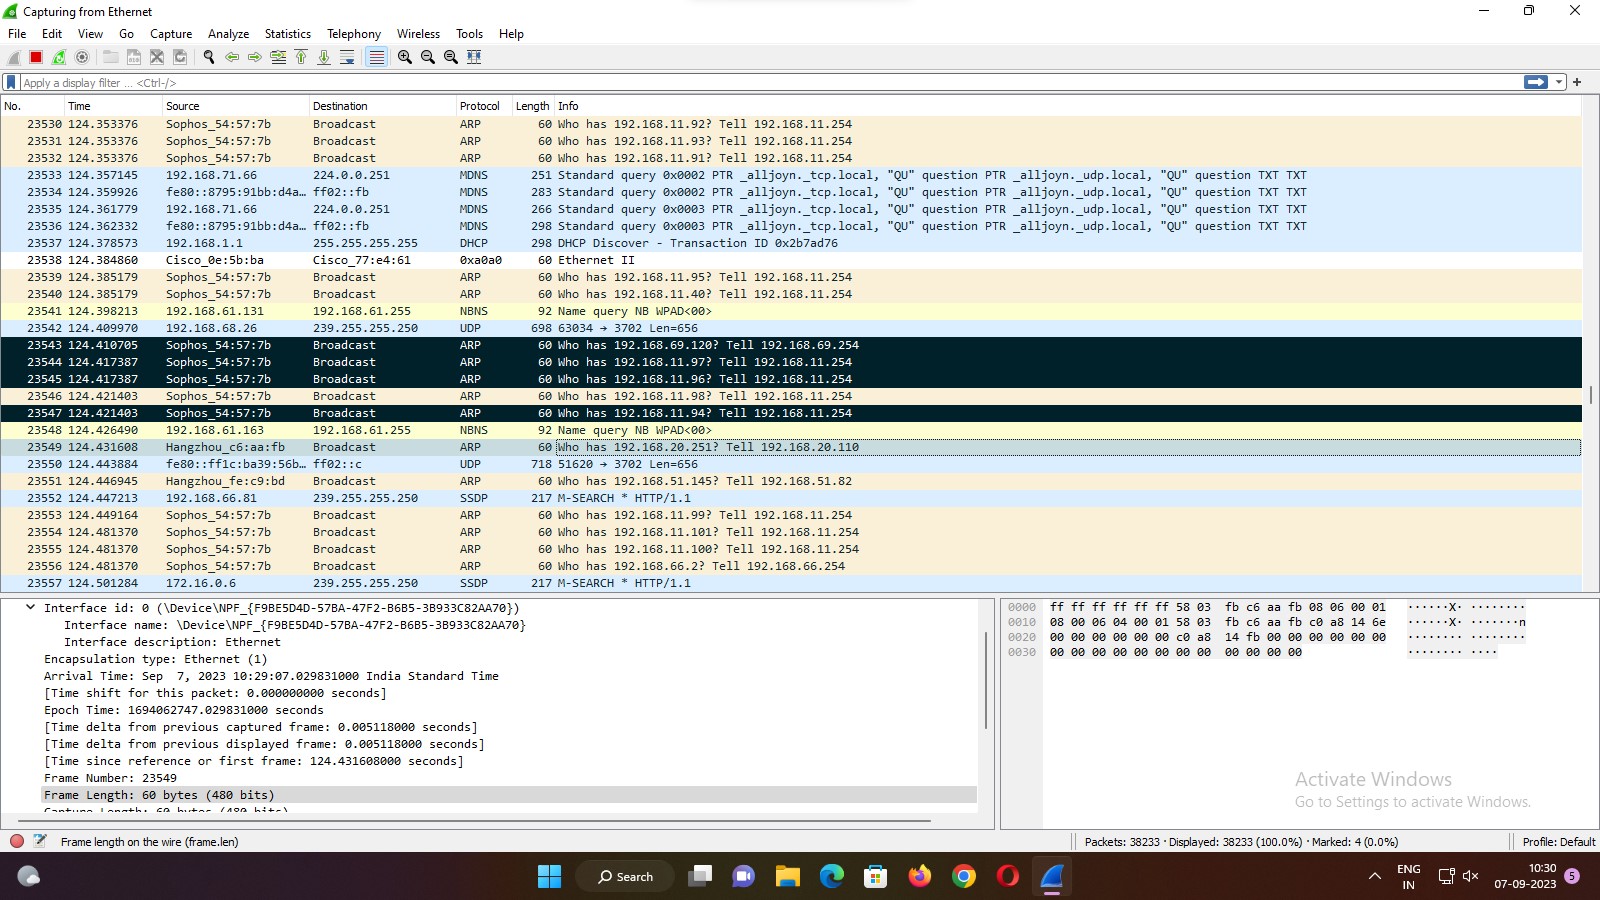 Capturing from Ethernet
File Edit View Go Capture Analyze Statistics Telephony Wireless Tools Help
Apply a display filter ... <Ctrl-/>
No. Time Source Destination Protocol Length Info
23530 124.353376 Sophos_54:57:7b Broadcast ARP 60 Who has 192.168.11.92? Tell 192.168.11.254
23531 124.353376 Sophos_54:57:7b Broadcast ARP 60 Who has 192.168.11.93? Tell 192.168.11.254
23532 124.353376 Sophos_54:57:7b Broadcast ARP 60 Who has 192.168.11.91? Tell 192.168.11.254
23533 124.357145 192.168.71.66 224.0.0.251 MDNS 251 Standard query 0x0002 PTR _alljoyn._tcp.local, "QU" question PTR _alljoyn._udp.local, "QU" question TXT TXT
23534 124.359926 fe80::8795:91bb:d4a… ff02::fb MDNS 283 Standard query 0x0002 PTR _alljoyn._tcp.local, "QU" question PTR _alljoyn._udp.local, "QU" question TXT TXT
23535 124.361779 192.168.71.66 224.0.0.251 MDNS 266 Standard query 0x0003 PTR _alljoyn._tcp.local, "QU" question PTR _alljoyn._udp.local, "QU" question TXT TXT
23536 124.362332 fe80::8795:91bb:d4a… ff02::fb MDNS 298 Standard query 0x0003 PTR _alljoyn._tcp.local, "QU" question PTR _alljoyn._udp.local, "QU" question TXT TXT
23537 124.378573 192.168.1.1 255.255.255.255 DHCP 298 DHCP Discover - Transaction ID 0x2b7ad76
23538 124.384860 Cisco_0e:5b:ba Cisco_77:e4:61 0xa0a0 60 Ethernet II
23539 124.385179 Sophos_54:57:7b Broadcast ARP 60 Who has 192.168.11.95? Tell 192.168.11.254
23540 124.385179 Sophos_54:57:7b Broadcast ARP 60 Who has 192.168.11.40? Tell 192.168.11.254
23541 124.398213 192.168.61.131 192.168.61.255 NBNS 92 Name query NB WPAD<00>
23542 124.409970 192.168.68.26 239.255.255.250 UDP 698 63034 → 3702 Len=656
23543 124.410705 Sophos_54:57:7b Broadcast ARP 60 Who has 192.168.69.120? Tell 192.168.69.254
23544 124.417387 Sophos_54:57:7b Broadcast ARP 60 Who has 192.168.11.97? Tell 192.168.11.254
23545 124.417387 Sophos_54:57:7b Broadcast ARP 60 Who has 192.168.11.96? Tell 192.168.11.254
23546 124.421403 Sophos_54:57:7b Broadcast ARP 60 Who has 192.168.11.98? Tell 192.168.11.254
23547 124.421403 Sophos_54:57:7b Broadcast ARP 60 Who has 192.168.11.94? Tell 192.168.11.254
23548 124.426490 192.168.61.163 192.168.61.255 NBNS 92 Name query NB WPAD<00>
23549 124.431608 Hangzhou_c6:aa:fb Broadcast ARP 60 Who has 192.168.20.251? Tell 192.168.20.110
23550 124.443884 fe80::ff1c:ba39:56b… ff02::c UDP 718 51620 → 3702 Len=656
23551 124.446945 Hangzhou_fe:c9:bd Broadcast ARP 60 Who has 192.168.51.145? Tell 192.168.51.82
23552 124.447213 192.168.66.81 239.255.255.250 SSDP 217 M-SEARCH * HTTP/1.1
23553 124.449164 Sophos_54:57:7b Broadcast ARP 60 Who has 192.168.11.99? Tell 192.168.11.254
23554 124.481370 Sophos_54:57:7b Broadcast ARP 60 Who has 192.168.11.101? Tell 192.168.11.254
23555 124.481370 Sophos_54:57:7b Broadcast ARP 60 Who has 192.168.11.100? Tell 192.168.11.254
23556 124.481370 Sophos_54:57:7b Broadcast ARP 60 Who has 192.168.66.2? Tell 192.168.66.254
23557 124.501284 172.16.0.6 239.255.255.250 SSDP 217 M-SEARCH * HTTP/1.1
Interface id: 0 (\Device\NPF_{F9BE5D4D-57BA-47F2-B6B5-3B933C82AA70})
Interface name: \Device\NPF_{F9BE5D4D-57BA-47F2-B6B5-3B933C82AA70}
Interface description: Ethernet
Encapsulation type: Ethernet (1)
Arrival Time: Sep  7, 2023 10:29:07.029831000 India Standard Time
[Time shift for this packet: 0.000000000 seconds]
Epoch Time: 1694062747.029831000 seconds
[Time delta from previous captured frame: 0.005118000 seconds]
[Time delta from previous displayed frame: 0.005118000 seconds]
[Time since reference or first frame: 124.431608000 seconds]
Frame Number: 23549
Frame Length: 60 bytes (480 bits)
Capture Length: 60 bytes (480 bits)
0000 ff ff ff ff ff ff 58 03 fb c6 aa fb 08 06 00 01 ······X· ········
0010 08 00 06 04 00 01 58 03 fb c6 aa fb c0 a8 14 6e ······X· ·······n
0020 00 00 00 00 00 00 c0 a8 14 fb 00 00 00 00 00 00 ········ ········
0030 00 00 00 00 00 00 00 00 00 00 00 00 ········ ····
Activate Windows
Go to Settings to activate Windows.
Frame length on the wire (frame.len) Packets: 38233 · Displayed: 38233 (100.0%) · Marked: 4 (0.0%) Profile: Default
Search
ENG
IN
10:30
07-09-2023
5